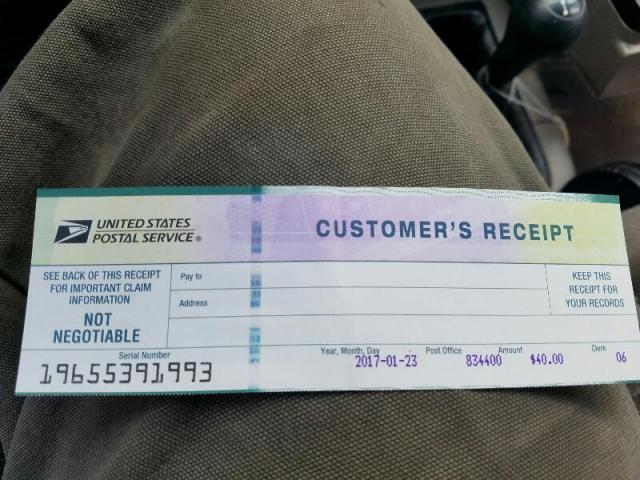 UNITED STATES
POSTAL SERVICE®
CUSTOMER'S RECEIPT
SEE BACK OF THIS RECEIPT
FOR IMPORTANT CLAIM
INFORMATION
NOT
NEGOTIABLE
Pay to
Address
KEEP THIS
RECEIPT FOR
YOUR RECORDS
Serial Number
19655391993
Year, Month, Day
2017-01-23
Post Office
834400
Amount
$40.00
Clerk
06